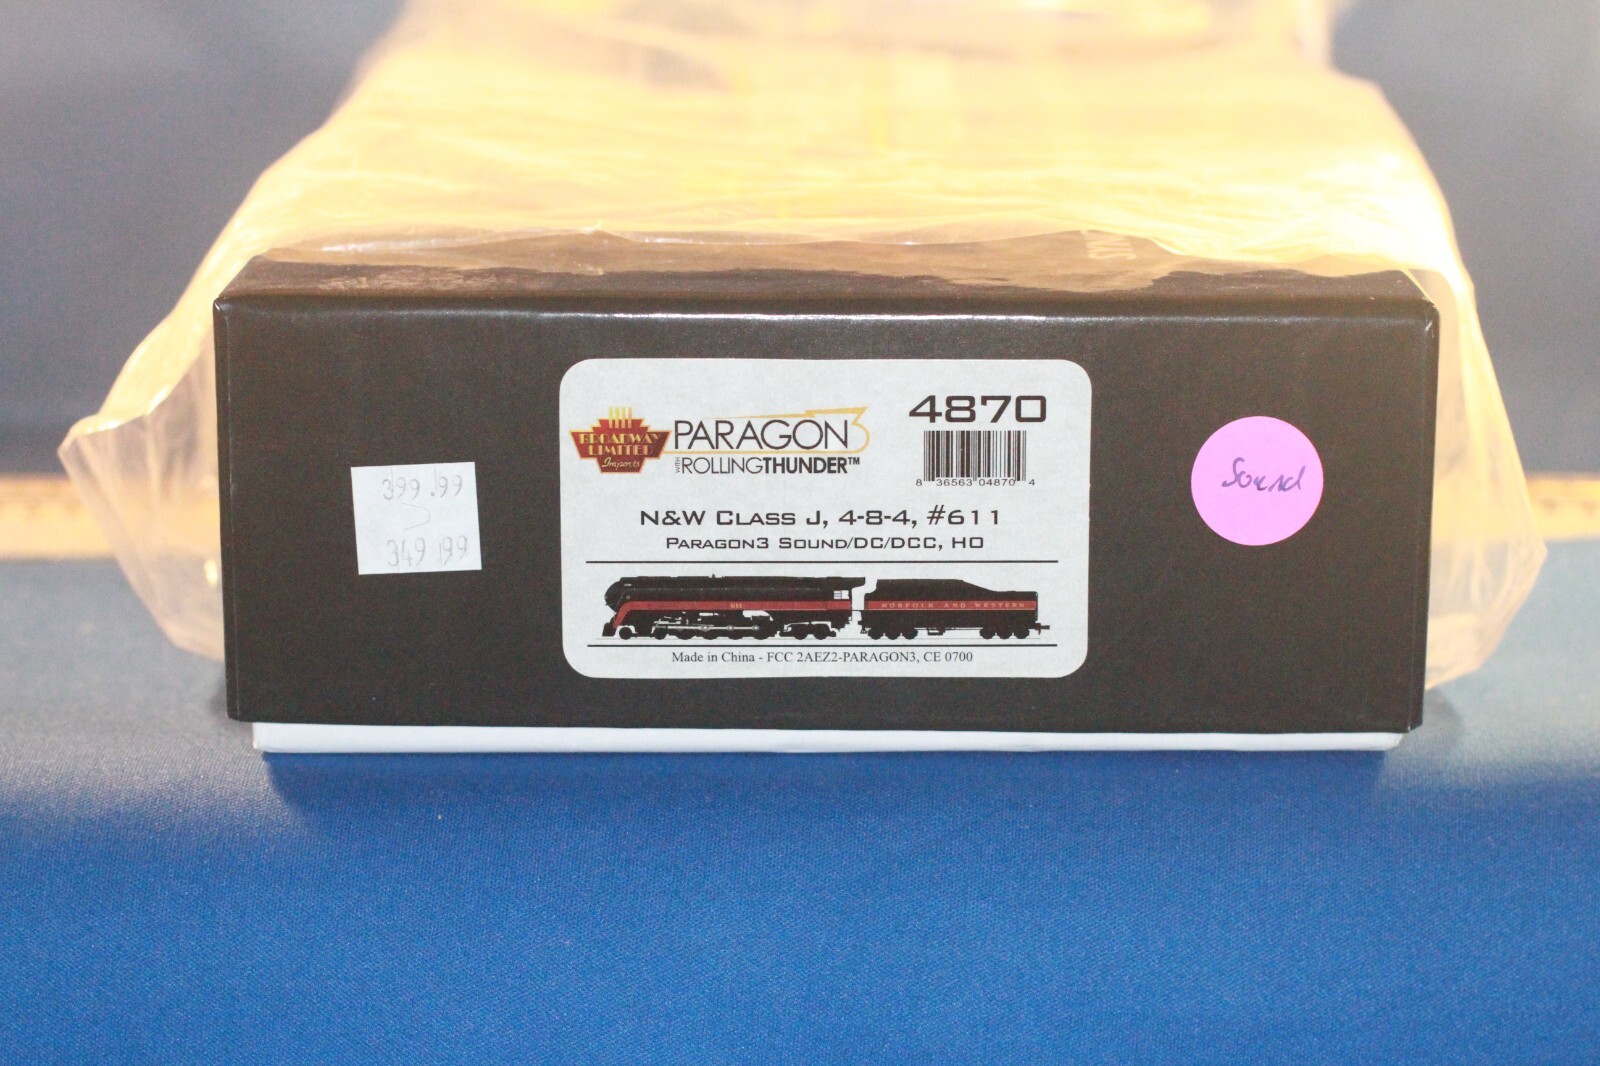 399.99
349.99
BROADWAY
LIMITED
Imports
PARAGON3
WITH ROLLINGTHUNDER™
4870
8 36563 04870 4
N&W CLASS J, 4-8-4, #611
PARAGON3 SOUND/DC/DCC, HO
611
NORFOLK AND WESTERN
Made in China - FCC 2AEZ2-PARAGON3, CE 0700
Sound